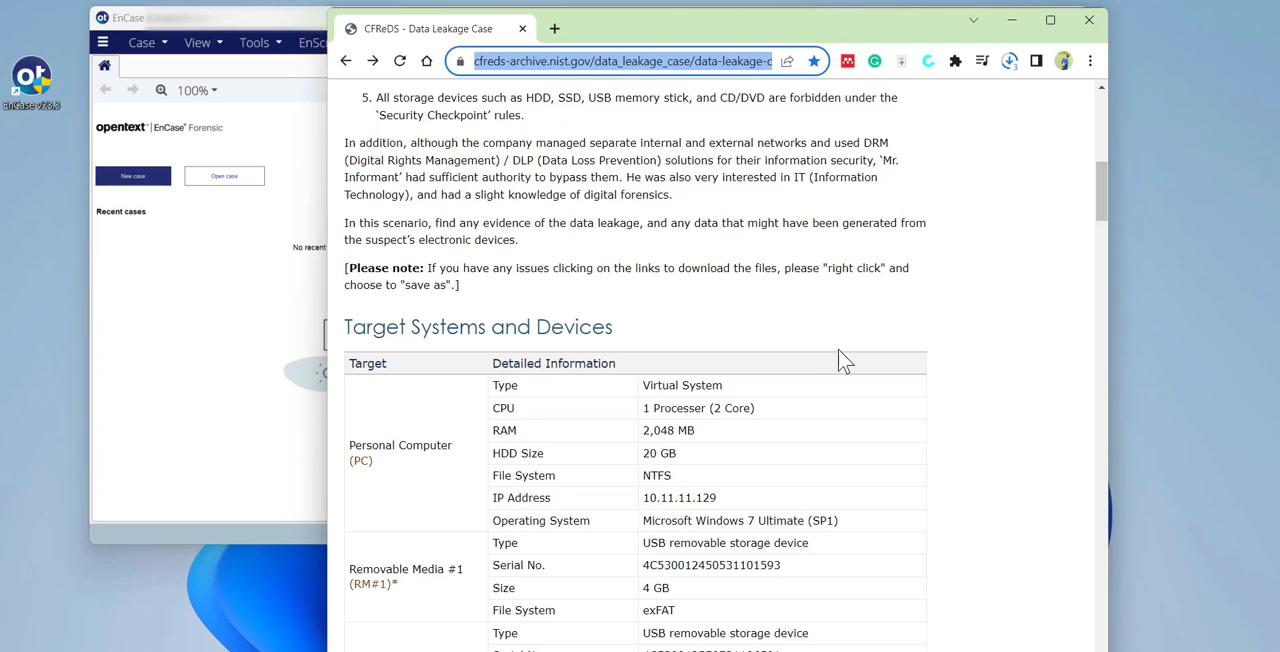 EnCase
Case
View
Tools
EnSc
100%
opentext™ | EnCase Forensic
New case
Open case
Recent cases
No recent
EnCase v23.3
CFReDS - Data Leakage Case
cfreds-archive.nist.gov/data_leakage_case/data-leakage-c
3
5. All storage devices such as HDD, SSD, USB memory stick, and CD/DVD are forbidden under the
‘Security Checkpoint’ rules.
In addition, although the company managed separate internal and external networks and used DRM
(Digital Rights Management) / DLP (Data Loss Prevention) solutions for their information security, ‘Mr.
Informant’ had sufficient authority to bypass them. He was also very interested in IT (Information
Technology), and had a slight knowledge of digital forensics.
In this scenario, find any evidence of the data leakage, and any data that might have been generated from
the suspect’s electronic devices.
[Please note: If you have any issues clicking on the links to download the files, please "right click" and
choose to "save as".]
Target Systems and Devices
Target Detailed Information
Personal Computer
(PC)
Type Virtual System
CPU 1 Processer (2 Core)
RAM 2,048 MB
HDD Size 20 GB
File System NTFS
IP Address 10.11.11.129
Operating System Microsoft Windows 7 Ultimate (SP1)
Removable Media #1
(RM#1)*
Type USB removable storage device
Serial No. 4C530012450531101593
Size 4 GB
File System exFAT
Type USB removable storage device